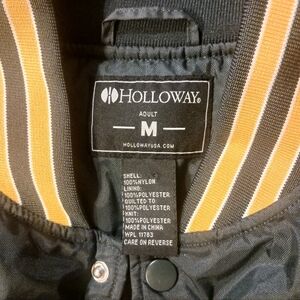 HOLLOWAY®
ADULT
— M —
HOLLOWAYUSA.COM
SHELL:
100%NYLON
LINING:
100%POLYESTER
QUILTED TO
100%POLYESTER
KNIT:
100%POLYESTER
MADE IN CHINA
WPL 11763
CARE ON REVERSE